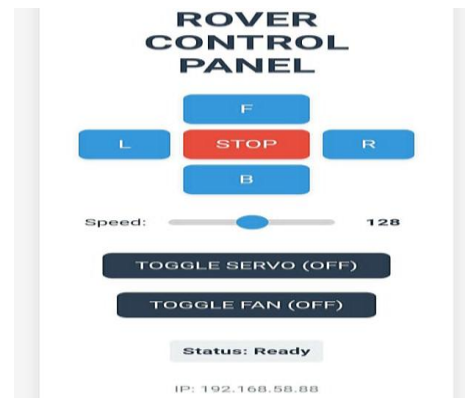 ROVER
CONTROL
PANEL
F
L STOP R
B
Speed: 128
TOGGLE SERVO (OFF)
TOGGLE FAN (OFF)
Status: Ready
IP: 192.168.58.88